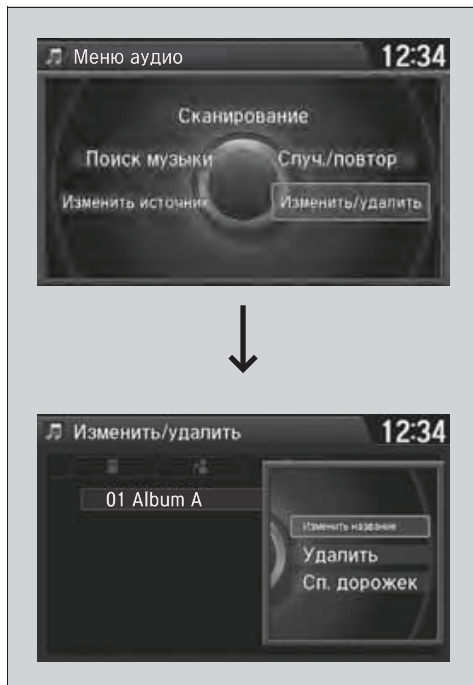 Меню аудио 12:34
Сканирование
Поиск музыки Случ./повтор
Изменить источник Изменить/удалить
Изменить/удалить 12:34
01 Album A
Изменить название
Удалить
Сп. дорожек